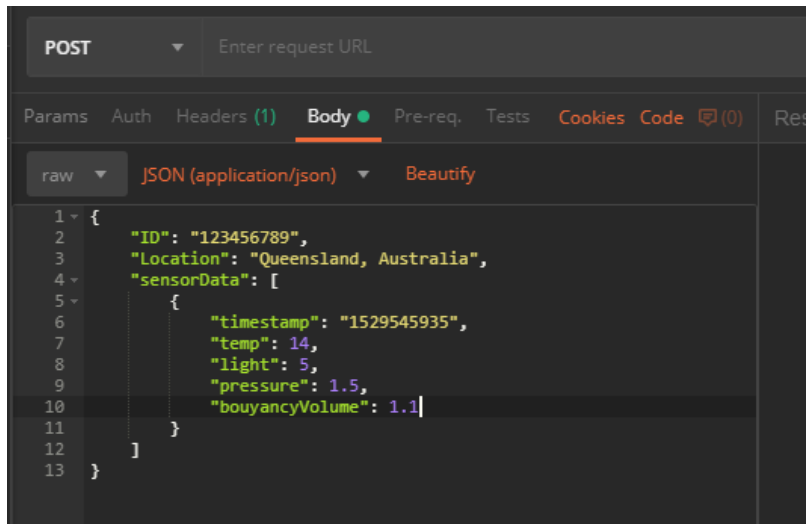 POST Enter request URL
Params Auth Headers (1) Body Pre-req. Tests Cookies Code (0)
raw JSON (application/json) Beautify
1 {
2 "ID": "123456789",
3 "Location": "Queensland, Australia",
4 "sensorData": [
5 {
6 "timestamp": "1529545935",
7 "temp": 14,
8 "light": 5,
9 "pressure": 1.5,
10 "bouyancyVolume": 1.1
11 }
12 ]
13 }